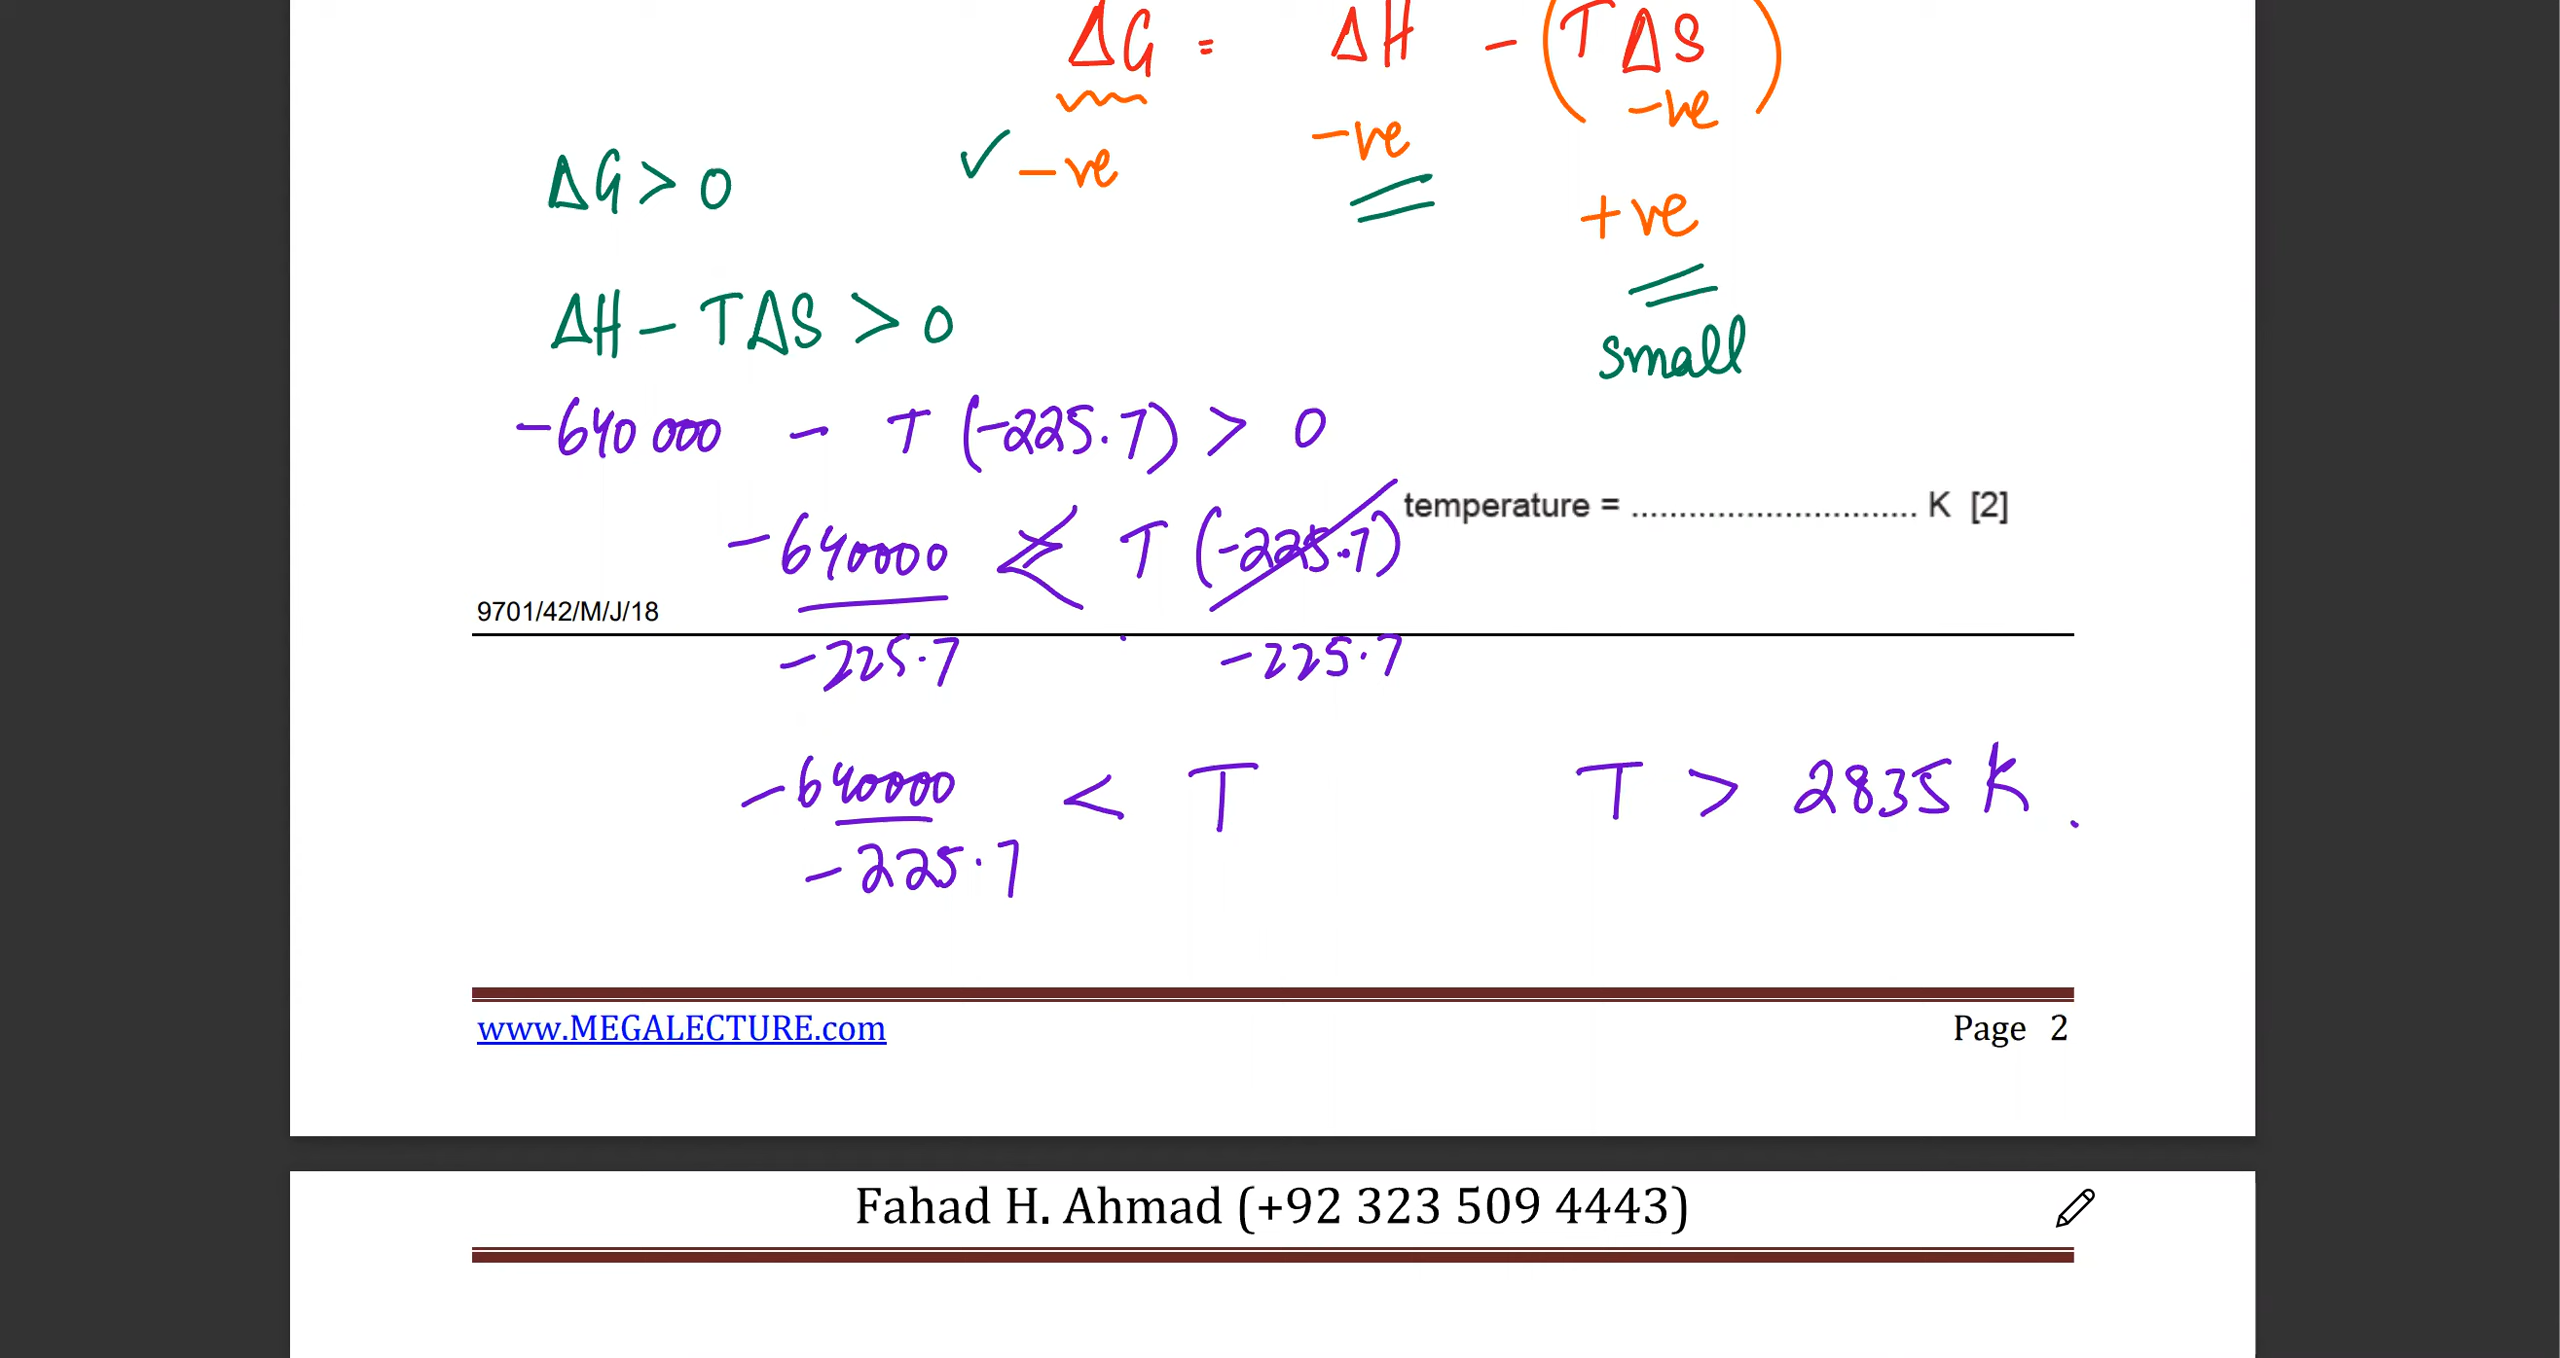 ΔG = ΔH - (TΔS)
-ve
-ve
✓ -ve
ΔG > 0
+ve
ΔH - TΔS > 0
small
-640 000 - T (-225.7) > 0
temperature = .............................. K [2]
-640000 < T (-225.7)
9701/42/M/J/18
-225.7 -225.7
-640000 < T
-225.7
T > 2835 K.
www.MEGALECTURE.com
Page 2
Fahad H. Ahmad (+92 323 509 4443)